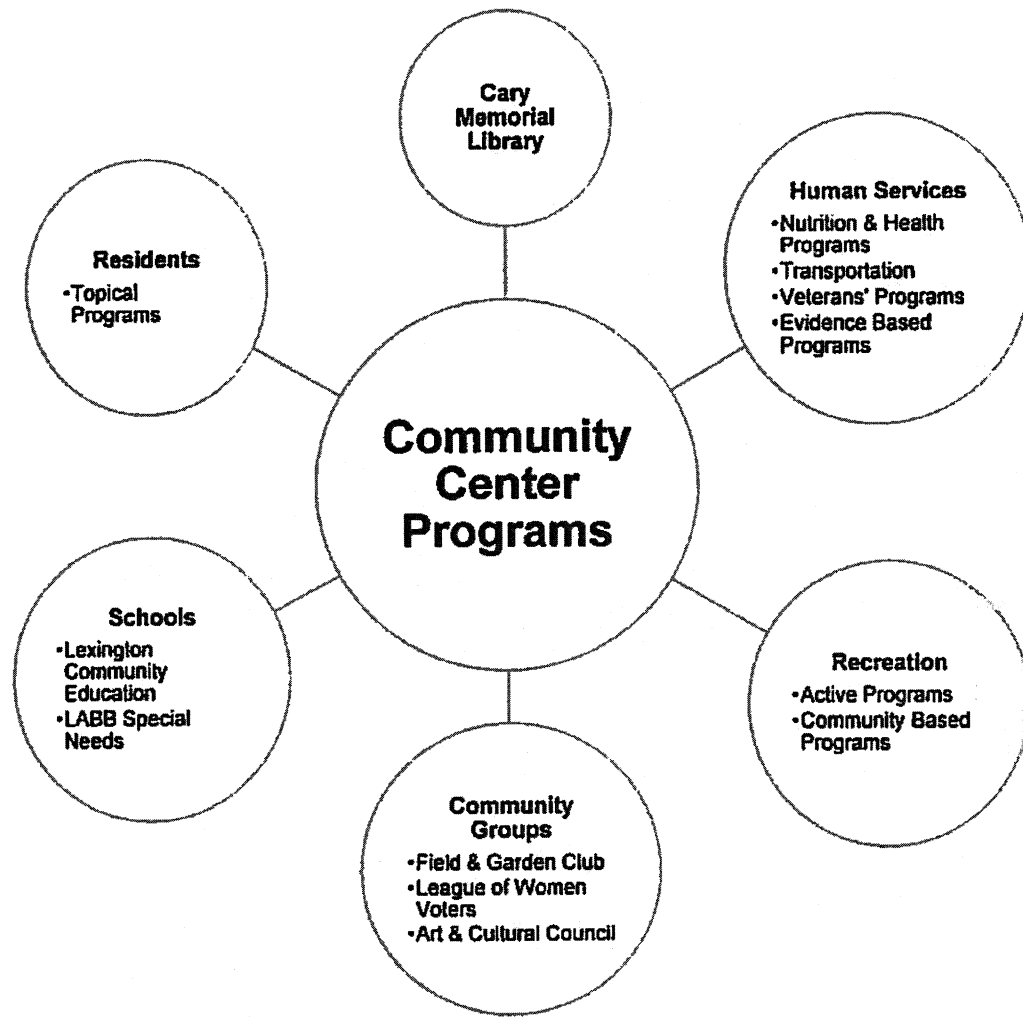 Cary
Memorial
Library
Human Services
•Nutrition & Health
Programs
•Transportation
•Veterans' Programs
•Evidence Based
Programs
Residents
•Topical
Programs
Community
Center
Programs
Schools
•Lexington
Community
Education
•LABB Special
Needs
Recreation
•Active Programs
•Community Based
Programs
Community
Groups
•Field & Garden Club
•League of Women
Voters
•Art & Cultural Council